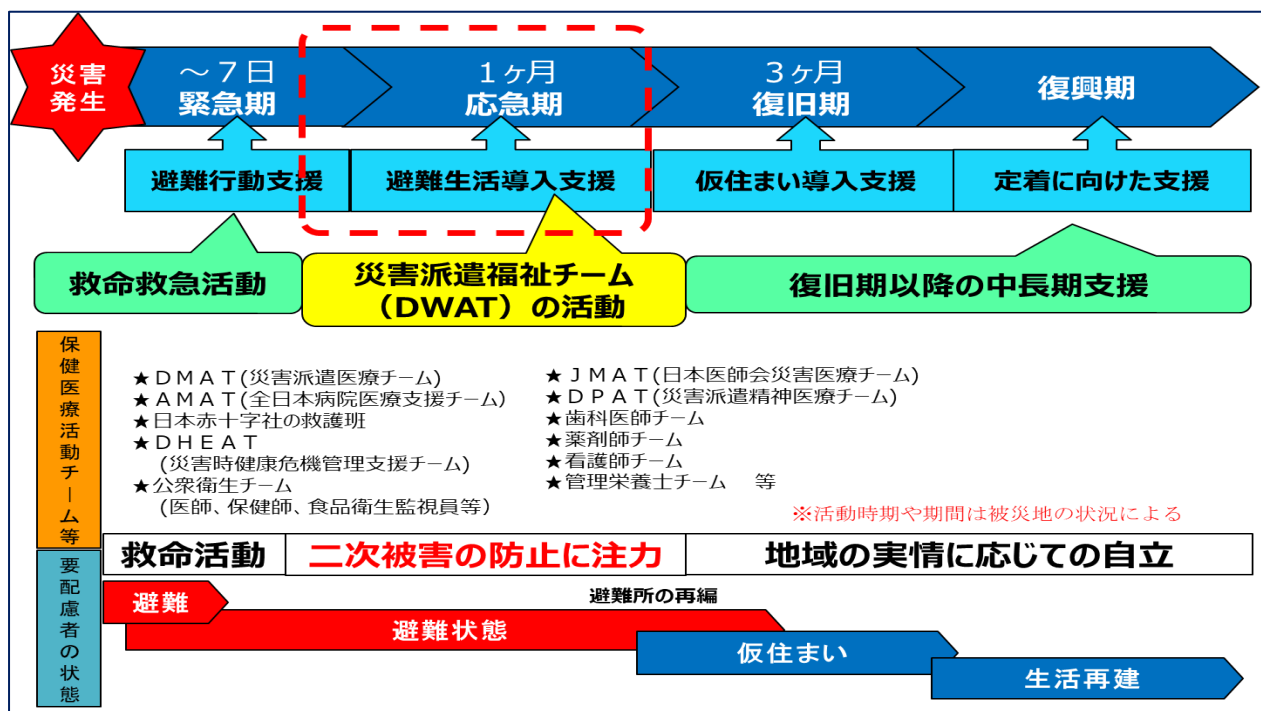 災害
発生
～７日
緊急期
１ヶ月
応急期
３ヶ月
復旧期
復興期
避難行動支援
避難生活導入支援
仮住まい導入支援
定着に向けた支援
救命救急活動
災害派遣福祉チーム
（DWAT）の活動
復旧期以降の中長期支援
保健医療活動チーム等
★ＤＭＡＴ(災害派遣医療チーム)
★ＡＭＡＴ(全日本病院医療支援チーム)
★日本赤十字社の救護班
★ＤＨＥＡＴ
(災害時健康危機管理支援チーム)
★公衆衛生チーム
(医師、保健師、食品衛生監視員等)
★ＪＭＡＴ(日本医師会災害医療チーム)
★ＤＰＡＴ(災害派遣精神医療チーム)
★歯科医師チーム
★薬剤師チーム
★看護師チーム
★管理栄養士チーム　等
※活動時期や期間は被災地の状況による
要配慮者の状態
救命活動
二次被害の防止に注力
地域の実情に応じての自立
避難
避難所の再編
避難状態
仮住まい
生活再建